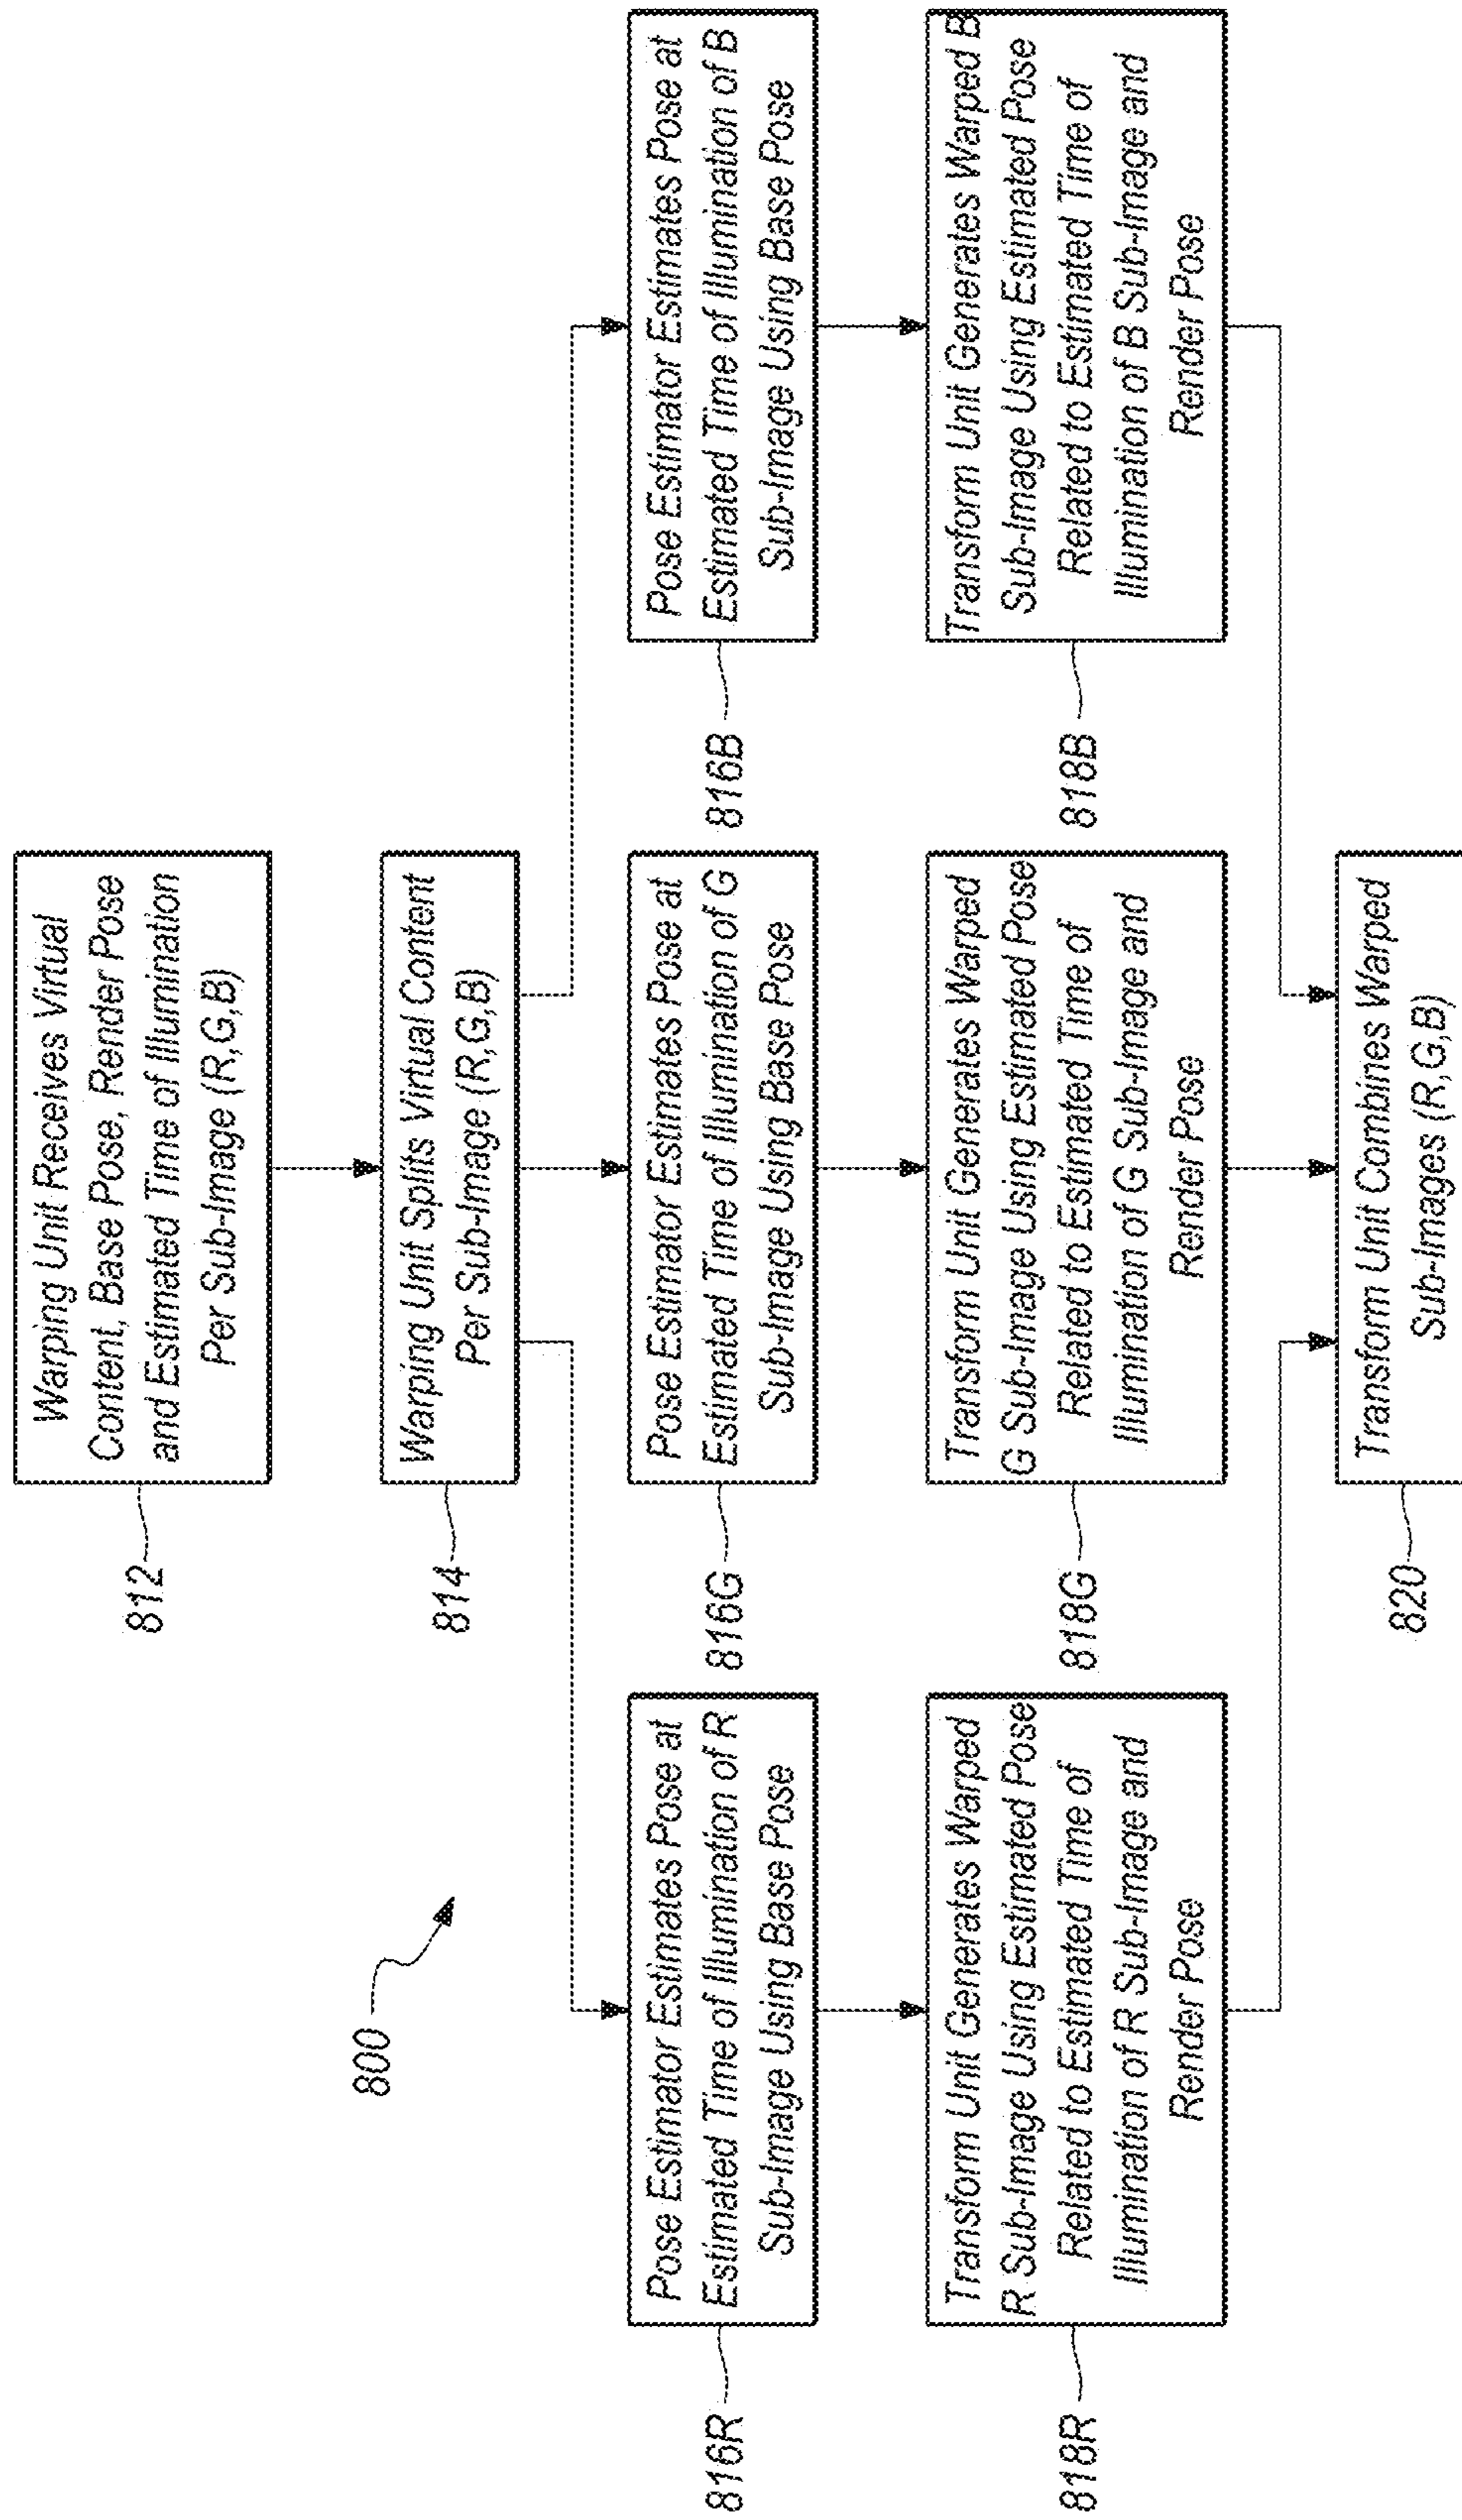 800
812
Warping Unit Receives Virtual
Content, Base Pose, Render Pose
and Estimated Time of Illumination
Per Sub-Image (R,G,B)
814
Warping Unit Splits Virtual Content
Per Sub-Image (R,G,B)
816R
Pose Estimator Estimates Pose at
Estimated Time of Illumination of R
Sub-Image Using Base Pose
816G
Pose Estimator Estimates Pose at
Estimated Time of Illumination of G
Sub-Image Using Base Pose
816B
Pose Estimator Estimates Pose at
Estimated Time of Illumination of B
Sub-Image Using Base Pose
818R
Transform Unit Generates Warped
R Sub-Image Using Estimated Pose
Related to Estimated Time of
Illumination of R Sub-Image and
Render Pose
818G
Transform Unit Generates Warped
G Sub-Image Using Estimated Pose
Related to Estimated Time of
Illumination of G Sub-Image and
Render Pose
818B
Transform Unit Generates Warped B
Sub-Image Using Estimated Pose
Related to Estimated Time of
Illumination of B Sub-Image and
Render Pose
820
Transform Unit Combines Warped
Sub-Images (R,G,B)